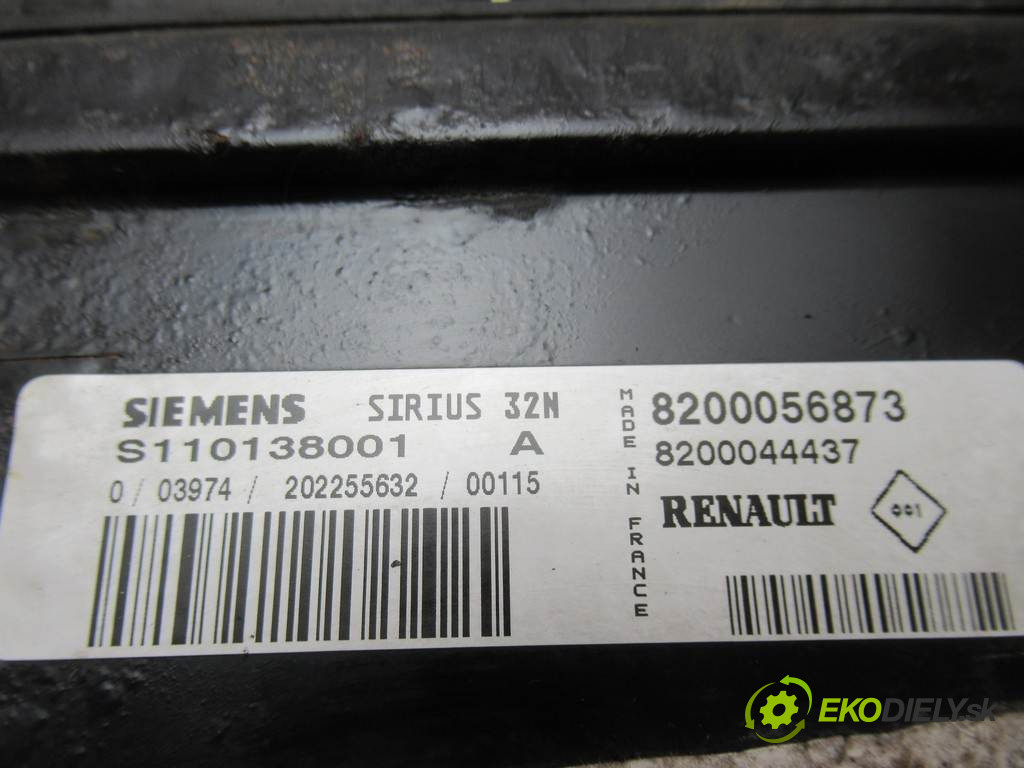 SIEMENS SIRIUS 32N
S110138001 A
0 / 03974 / 202255632 / 00115
MADE IN FRANCE
8200056873
8200044437
RENAULT 001
EKODIELY.sk